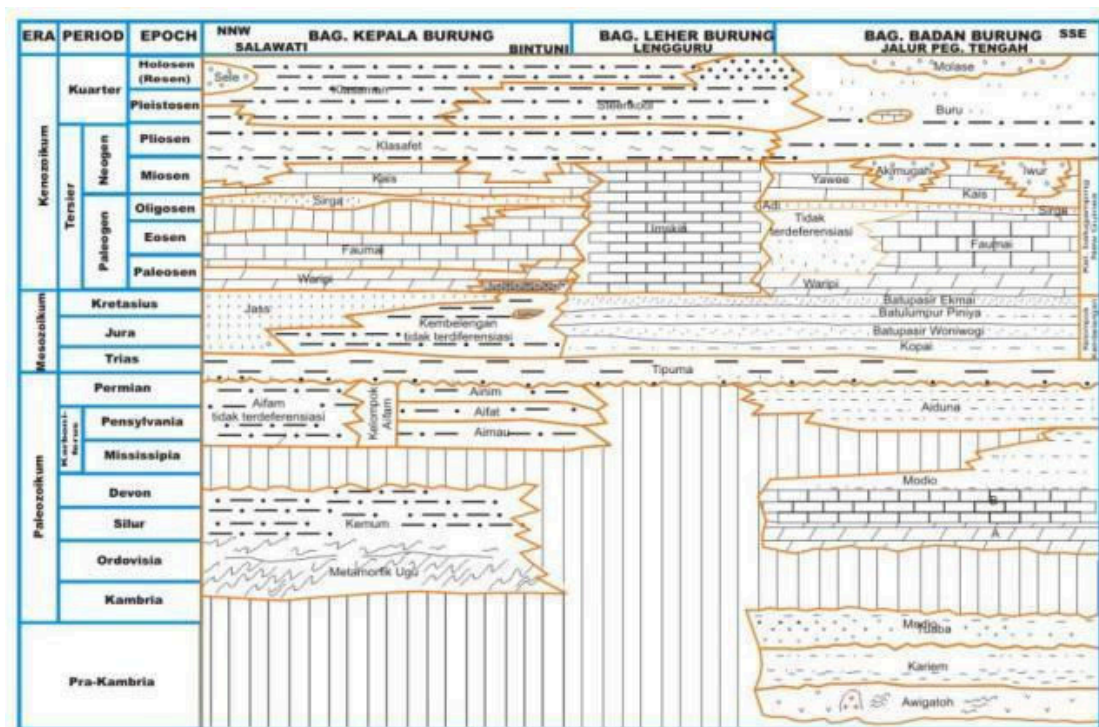 ERA PERIOD EPOCH NNW BAG. KEPALA BURUNG BAG. LEHER BURUNG BAG. BADAN BURUNG SSE
SALAWATI BINTUNI LENGGURU JALUR PEG. TENGAH
Kenozoikum
Kuarter
Holosen
(Resen)
Pleistosen
Tersier
Neogen
Pliosen
Miosen
Paleogen
Oligosen
Eosen
Paleosen
Mesozoikum
Kretasius
Jura
Trias
Paleozoikum
Permian
Karboni-
ferus
Pensylvania
Mississipia
Devon
Silur
Ordovisia
Kambria
Pra-Kambria
Sele
Klasaman
Steenkool
Molase
Buru
Klasafet
Kais
Yawee
Akimugah
Iwur
Kais
Sirga
Adi
Sirga
Tidak
terdeferensiasi
Faumai
Faumai
Waripi
Waripi
Jass
Kembelengan
tidak terdiferensiasi
Batupasir Ekmai
Batulumpur Piniya
Batupasir Woniwogi
Kopai
Kelompok
Tipuma
Aifam
tidak terdeferensiasi
Kelompok
Aifam
Ainim
Aifat
Aimau
Aiduna
Modio
B
A
Kemum
Metamorfik Ugu
Tuaba
Kariem
Awigatoh